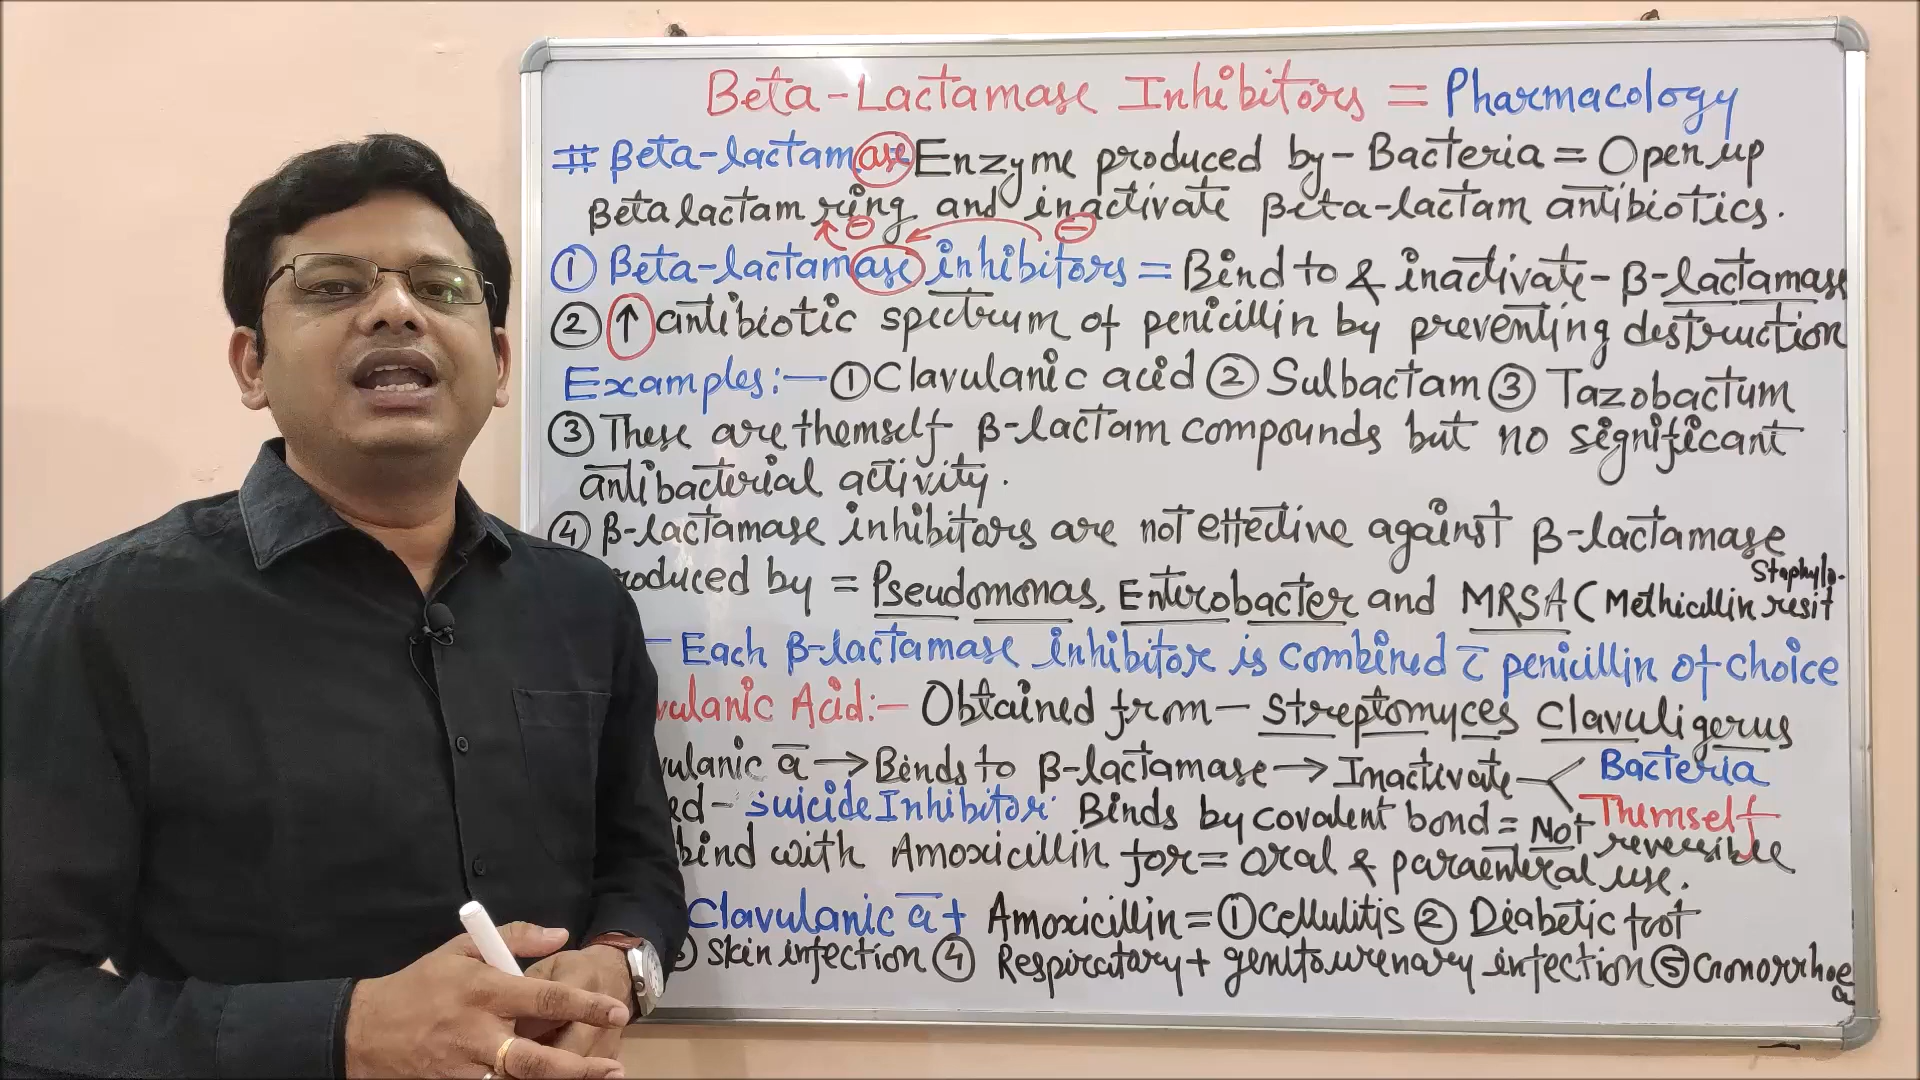 Beta-Lactamase Inhibitors = Pharmacology
# Beta-lactamase Enzyme produced by - Bacteria = Open up
Beta lactam ring and inactivate Beta-lactam antibiotics.
① Beta-lactamase inhibitors = Bind to & inactivate - β-lactamase
② ↑ antibiotic spectrum of penicillin by preventing destruction
Examples:- ① Clavulanic acid ② Sulbactam ③ Tazobactum
③ These are themself β-lactam compounds but no significant
antibacterial activity.
④ β-lactamase inhibitors are not effective against β-lactamase
roduced by = Pseudomonas, Enterobacter and MRSA (Methicillin resit
Staphylo.
- Each β-lactamase inhibitor is combined c̄ penicillin of choice
vulanic Acid:- Obtained from - Streptomyces Clavuligerus
vulanic a̅ → Binds to β-lactamase → Inactivate Bacteria
Themself
ed - suicide Inhibitor: Binds by covalent bond = Not reversible
bind with Amoxicillin for = oral & paraenteral use.
Clavulanic a̅ + Amoxicillin = ① Cellulitis ② Diabetic foot
Skin infection ④ Respiratory + genitourenary infection ⑤ Gonorrhoea